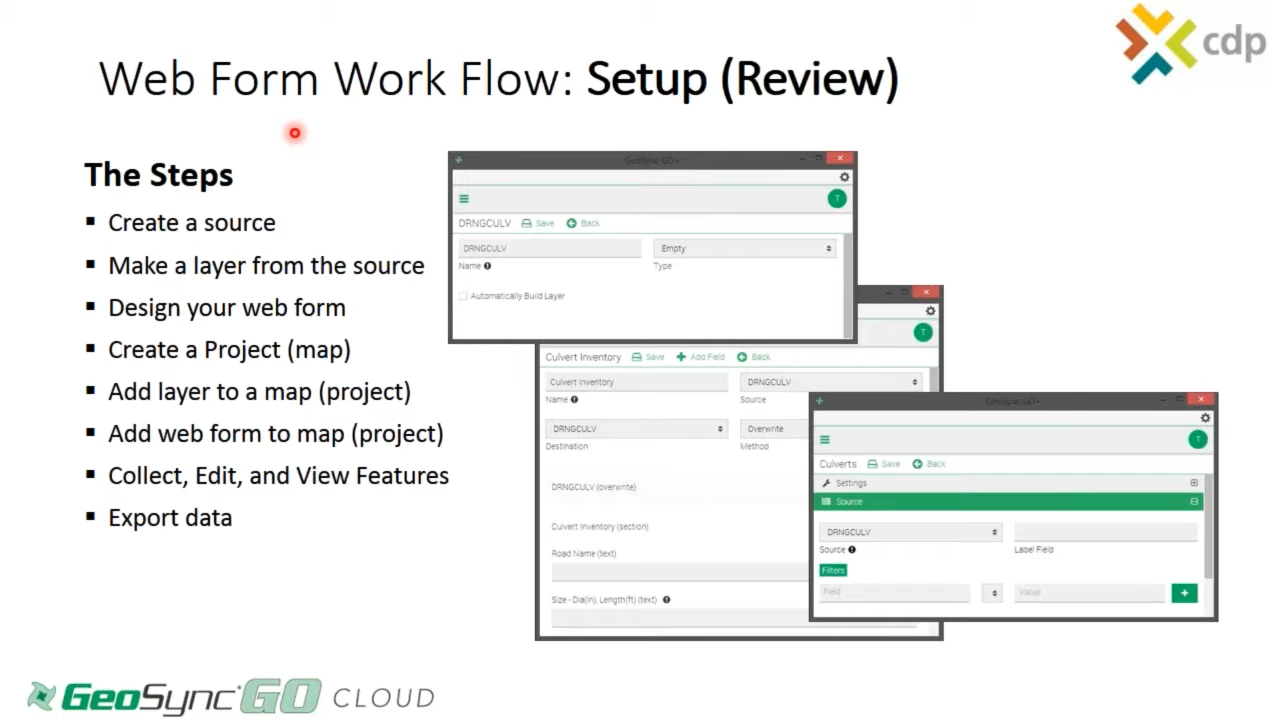 cdp
Web Form Work Flow: Setup (Review)
The Steps
Create a source
Make a layer from the source
Design your web form
Create a Project (map)
Add layer to a map (project)
Add web form to map (project)
Collect, Edit, and View Features
Export data
GeoSync GO+
T
DRNGCULV Save Back
DRNGCULV Empty
Name Type
Automatically Build Layer
T
Culvert Inventory Save Add Field Back
Culvert Inventory DRNGCULV
Name Source
DRNGCULV Overwrite
Destination Method
DRNGCULV (overwrite)
Culvert Inventory (section)
Road Name (text)
Size - Dia(in), Length(ft) (text)
GeoSync GO+
T
Culverts Save Back
Settings
Source
DRNGCULV
Source Label Field
Filters
Field Value
GeoSync GO CLOUD